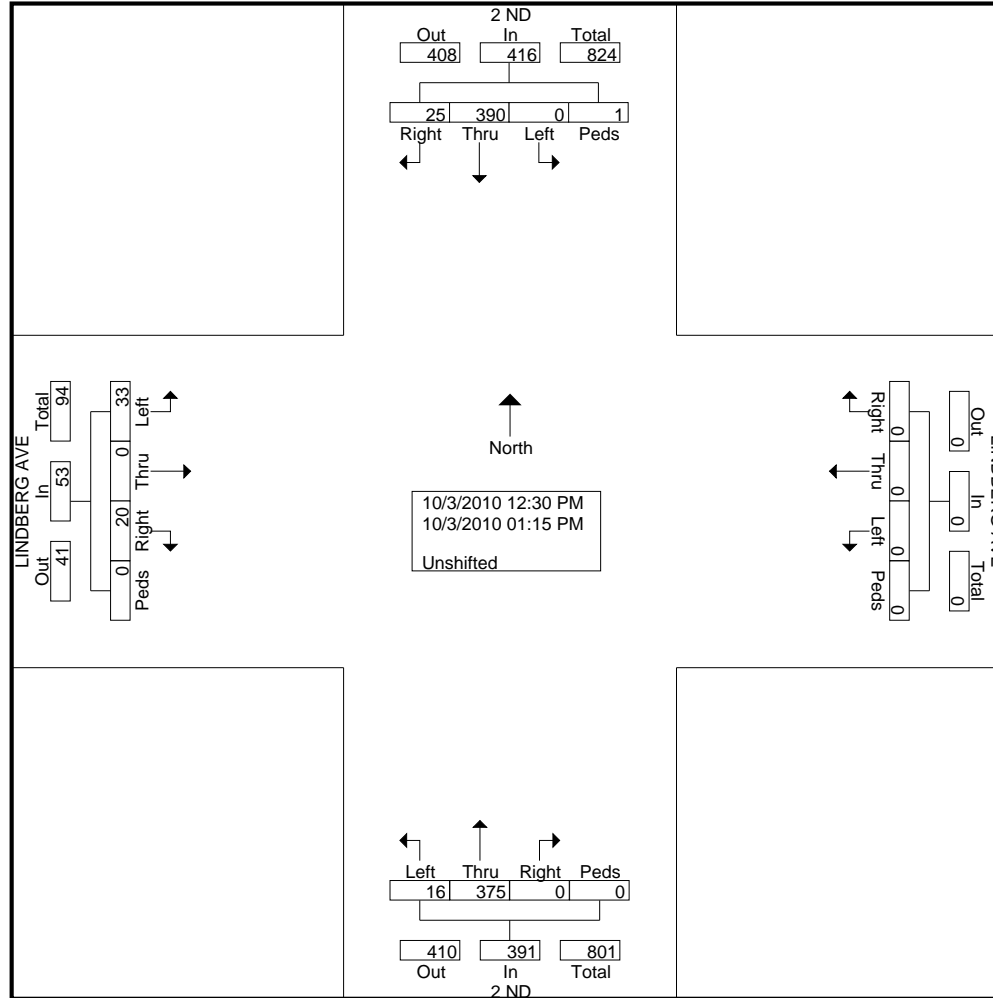 2 ND
Out In Total
408 416 824
25 390 0 1
Right Thru Left Peds
LINDBERG AVE
Total In Out
94 53 41
33 0 20 0
Left Thru Right Peds
North
10/3/2010 12:30 PM
10/3/2010 01:15 PM
Unshifted
Right Thru Left Peds
0 0 0 0
Out In Total
0 0 0
Left Thru Right Peds
16 375 0 0
410 391 801
Out In Total
2 ND